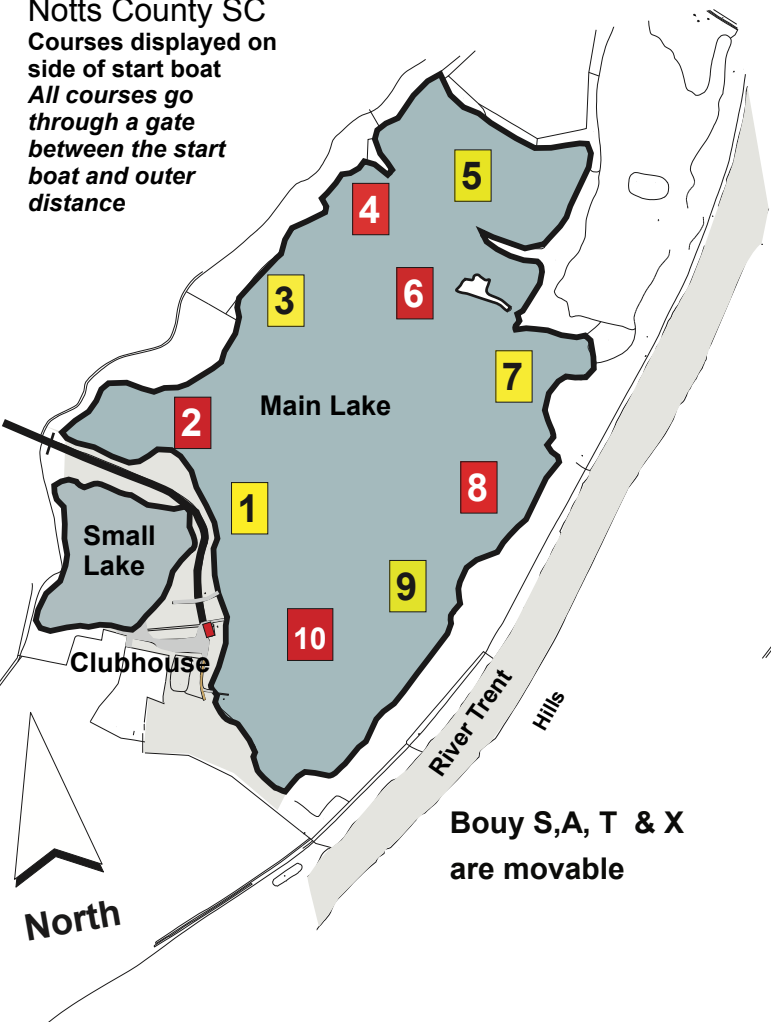 Notts County SC
Courses displayed on
side of start boat
All courses go
through a gate
between the start
boat and outer
distance
5
4
6
3
7
Main Lake
2
8
1
Small
Lake
9
10
Clubhouse
River Trent
Hills
Bouy S,A, T & X
are movable
North